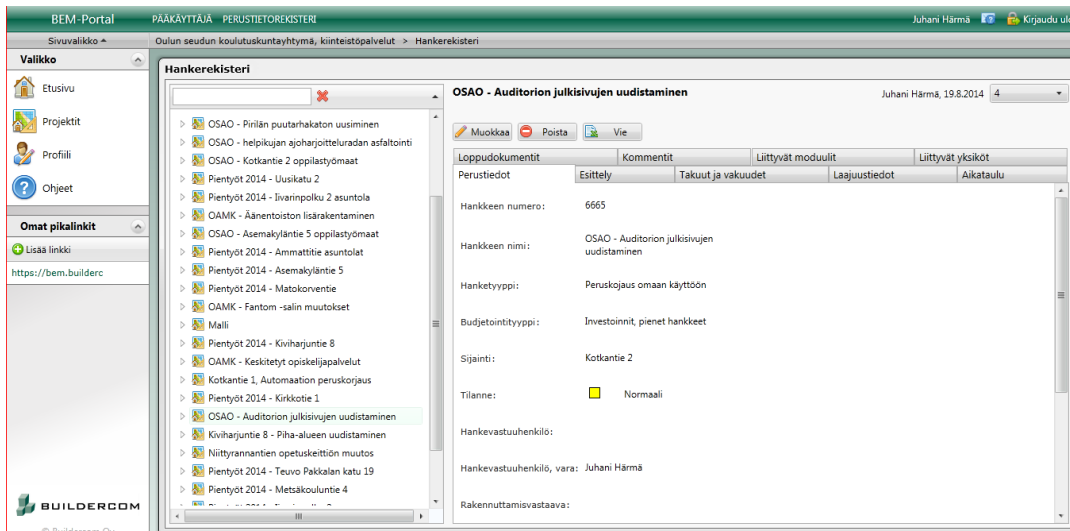 BEM-Portal PÄÄKÄYTTÄJÄ PERUSTIETOREKISTERI Juhani Härmä Kirjaudu ulo
Sivuvalikko Oulun seudun koulutuskuntayhtymä, kiinteistöpalvelut > Hankerekisteri
Valikko
Etusivu
Projektit
Profiili
Ohjeet
Omat pikalinkit
Lisää linkki
https://bem.builderc
BUILDERCOM
© Buildercom Oy
Hankerekisteri
OSAO - Pirilän puutarhakaton uusiminen
OSAO - helpikujan ajoharjoitteluradan asfaltointi
OSAO - Kotkantie 2 oppilastyömaat
Pientyöt 2014 - Uusikatu 2
Pientyöt 2014 - Iivarinpolku 2 asuntola
OAMK - Äänentoiston lisärakentaminen
OSAO - Asemakyläntie 5 oppilastyömaat
Pientyöt 2014 - Ammattitie asuntolat
Pientyöt 2014 - Asemakyläntie 5
Pientyöt 2014 - Matokorventie
OAMK - Fantom -salin muutokset
Malli
Pientyöt 2014 - Kiviharjuntie 8
OAMK - Keskitetyt opiskelijapalvelut
Kotkantie 1, Automaation peruskorjaus
Pientyöt 2014 - Kirkkotie 1
OSAO - Auditorion julkisivujen uudistaminen
Kiviharjuntie 8 - Piha-alueen uudistaminen
Niittyrannantien opetuskeittiön muutos
Pientyöt 2014 - Teuvo Pakkalan katu 19
Pientyöt 2014 - Metsäkouluntie 4
OSAO - Auditorion julkisivujen uudistaminen Juhani Härmä, 19.8.2014 4
Muokkaa Poista Vie
Loppudokumentit Kommentit Liittyvät moduulit Liittyvät yksiköt
Perustiedot Esittely Takuut ja vakuudet Laajuustiedot Aikataulu
Hankkeen numero: 6665
Hankkeen nimi: OSAO - Auditorion julkisivujen
uudistaminen
Hanketyyppi: Peruskojaus omaan käyttöön
Budjetointityyppi: Investoinnit, pienet hankkeet
Sijainti: Kotkantie 2
Tilanne: Normaali
Hankevastuuhenkilö:
Hankevastuuhenkilö, vara: Juhani Härmä
Rakennuttamisvastaava: